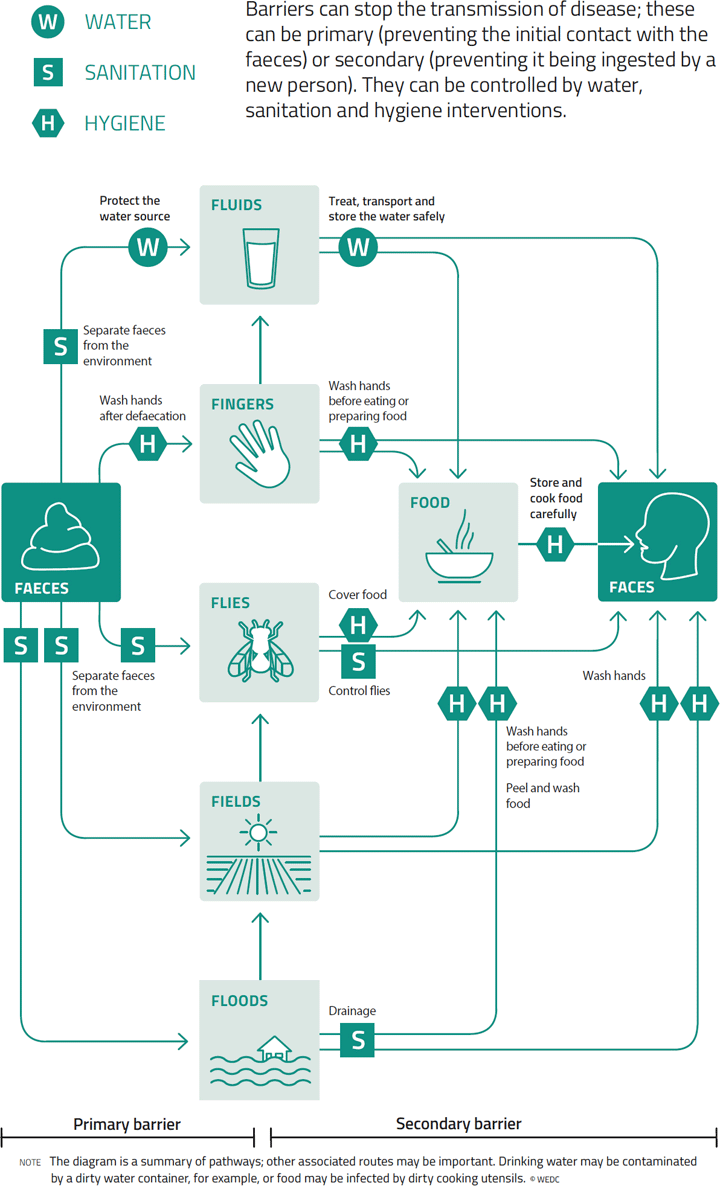 W WATER
S SANITATION
H HYGIENE
Barriers can stop the transmission of disease; these
can be primary (preventing the initial contact with the
faeces) or secondary (preventing it being ingested by a
new person). They can be controlled by water,
sanitation and hygiene interventions.
Protect the
water source
W
FLUIDS
Treat, transport and
store the water safely
W
S
Separate faeces
from the
environment
Wash hands
after defaecation
H
FINGERS
Wash hands
before eating or
preparing food
H
FAECES
FOOD
Store and
cook food
carefully
H
FACES
S
S
S
Separate faeces
from the
environment
FLIES
Cover food
H
S
Control flies
H
H
Wash hands
before eating or
preparing food
Peel and wash
food
Wash hands
H
H
FIELDS
FLOODS
Drainage
S
Primary barrier
Secondary barrier
NOTE The diagram is a summary of pathways; other associated routes may be important. Drinking water may be contaminated
by a dirty water container, for example, or food may be infected by dirty cooking utensils. © WEDC